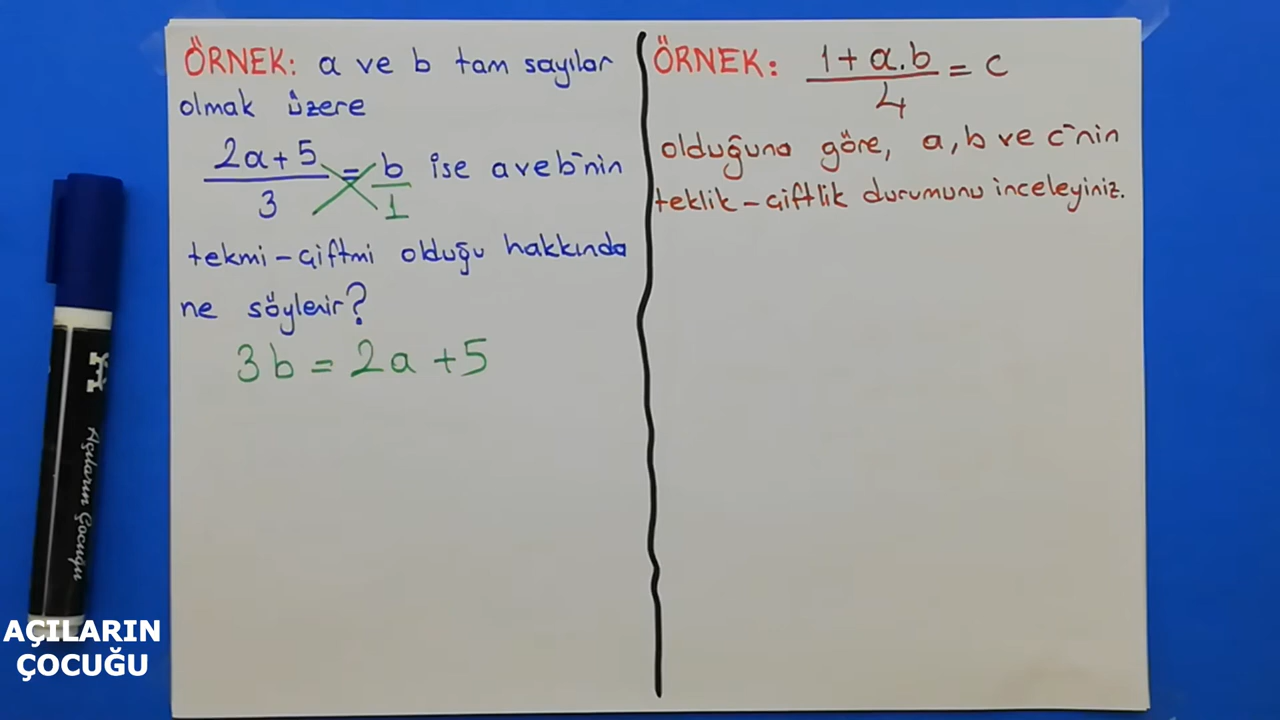 ÖRNEK: a ve b tam sayılar
olmak üzere
2a+5
3
= b
1
ise a ve b'nin
tekmi-çiftmi olduğu hakkında
ne söylenir?
3b = 2a+5
ÖRNEK: 1+a.b
4
= c
olduğuna göre, a, b ve c'nin
teklik-çiftlik durumunu inceleyiniz.
Açıların Çocuğu
AÇILARIN
ÇOCUĞU